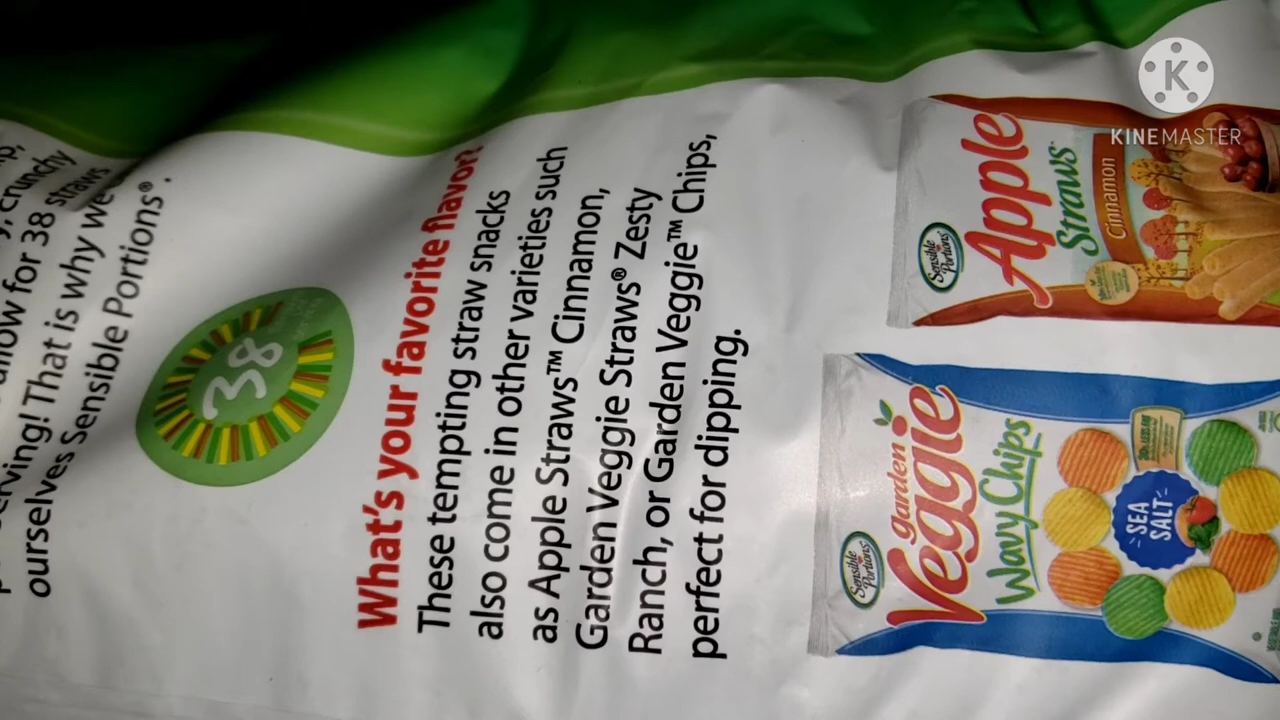 crunchy
allow for 38 straws
serving! That is why we
ourselves Sensible Portions®.
38
What's your favorite flavor?
These tempting straw snacks
also come in other varieties such
as Apple Straws™ Cinnamon,
Garden Veggie Straws® Zesty
Ranch, or Garden Veggie™ Chips,
perfect for dipping.
Sensible
Portions
Apple
Straws
Cinnamon
Sensible
Portions
garden
Veggie
Wavy Chips
SEA
SALT
KINEMASTER